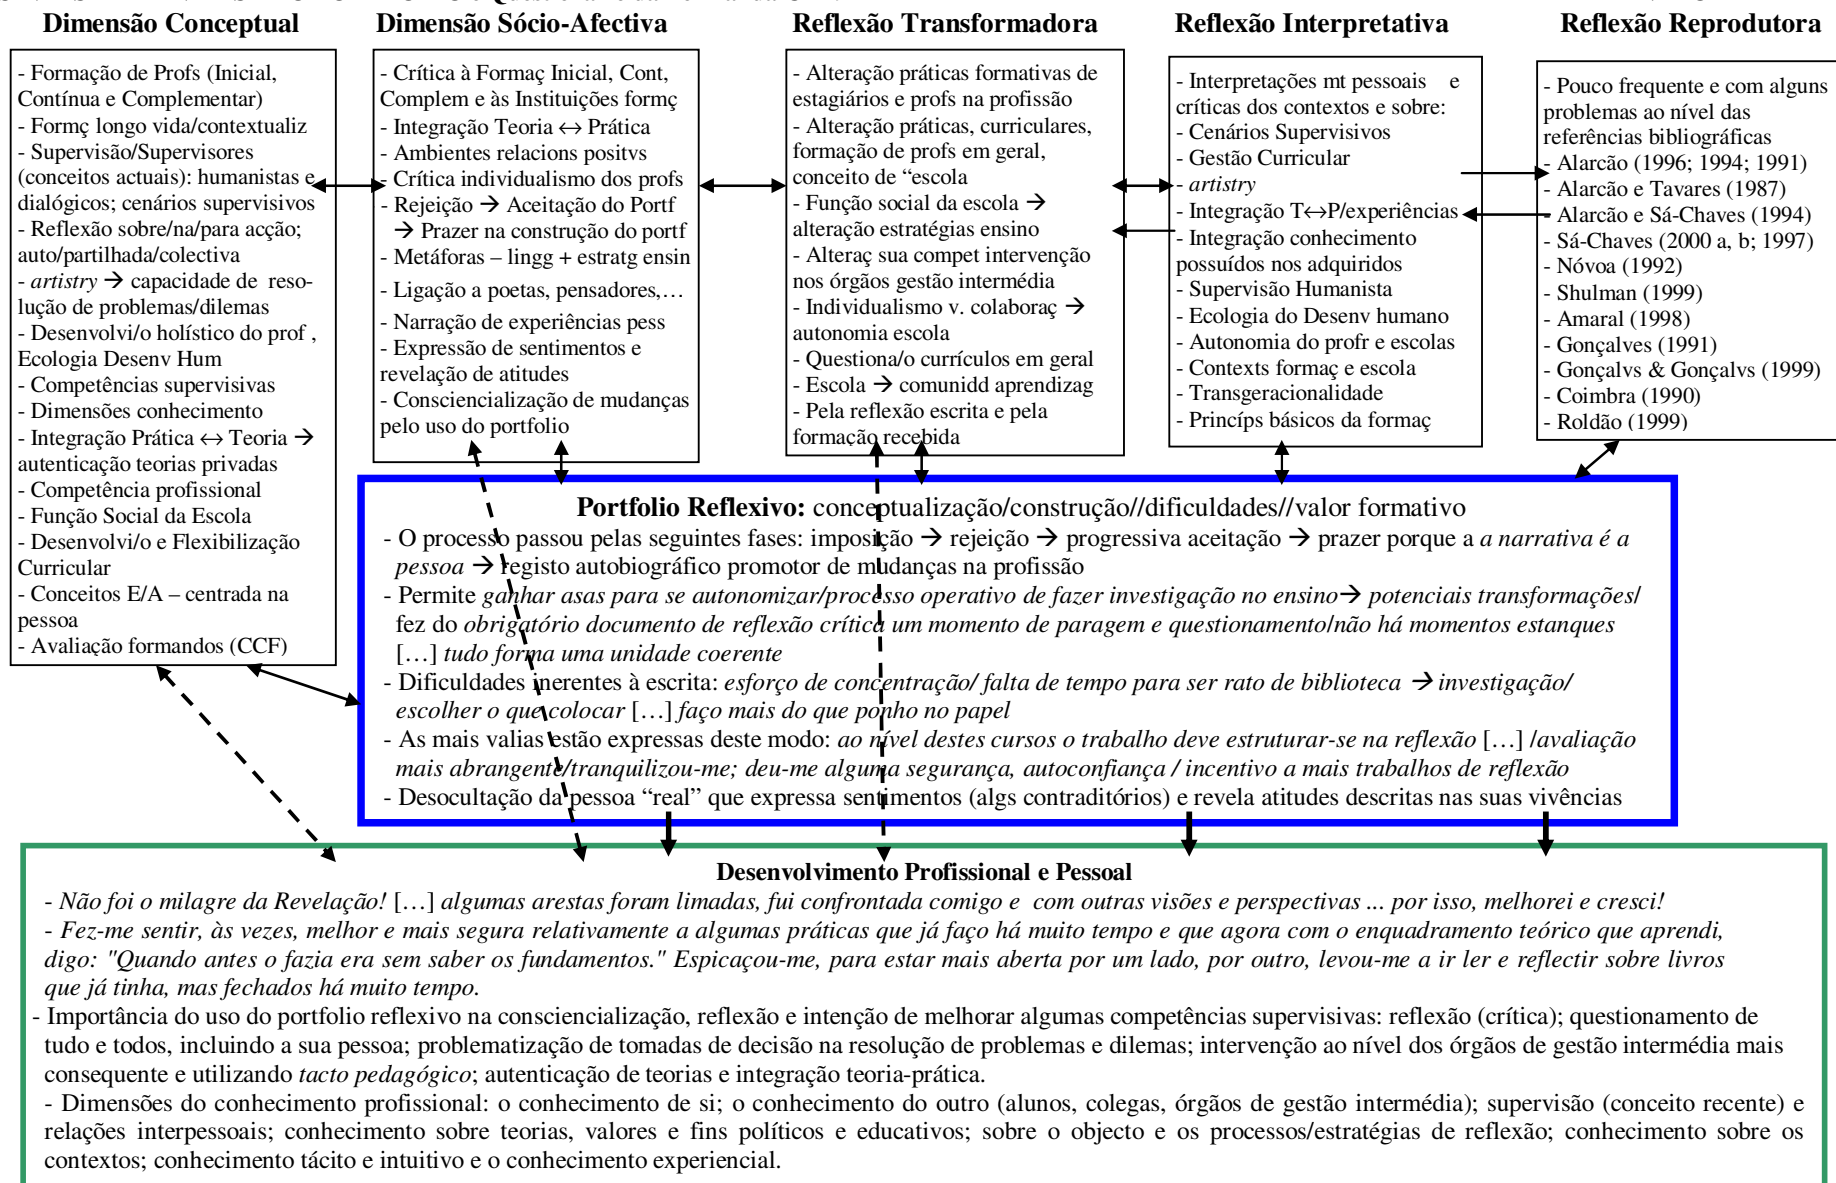 Dimensão Conceptual
- Formação de Profs (Inicial,
Contínua e Complementar)
- Formç longo vida/contextualiz
- Supervisão/Supervisores
(conceitos actuais): humanistas e
dialógicos; cenários supervisivos
- Reflexão sobre/na/para acção;
auto/partilhada/colectiva
- artistry → capacidade de reso-
lução de problemas/dilemas
- Desenvolvi/o holístico do prof ,
Ecologia Desenv Hum
- Competências supervisivas
- Dimensões conhecimento
- Integração Prática ↔ Teoria →
autenticação teorias privadas
- Competência profissional
- Função Social da Escola
- Desenvolvi/o e Flexibilização
Curricular
- Conceitos E/A – centrada na
pessoa
- Avaliação formandos (CCF)
Dimensão Sócio-Afectiva
- Crítica à Formaç Inicial, Cont,
Complem e às Instituições formç
- Integração Teoria ↔ Prática
- Ambientes relacions positvs
- Crítica individualismo dos profs
- Rejeição → Aceitação do Portf
→ Prazer na construção do portf
- Metáforas – lingg + estratg ensin
- Ligação a poetas, pensadores,…
- Narração de experiências pess
- Expressão de sentimentos e
revelação de atitudes
- Consciencialização de mudanças
pelo uso do portfolio
Reflexão Transformadora
- Alteração práticas formativas de
estagiários e profs na profissão
- Alteração práticas, curriculares,
formação de profs em geral,
conceito de “escola
- Função social da escola →
alteração estratégias ensino
- Alteraç sua compet intervenção
nos órgãos gestão intermédia
- Individualismo v. colaboraç →
autonomia escola
- Questiona/o currículos em geral
- Escola → comunidd aprendizag
- Pela reflexão escrita e pela
formação recebida
Reflexão Interpretativa
- Interpretações mt pessoais e
críticas dos contextos e sobre:
- Cenários Supervisivos
- Gestão Curricular
- artistry
- Integração T↔P/experiências
- Integração conhecimento
possuídos nos adquiridos
- Supervisão Humanista
- Ecologia do Desenv humano
- Autonomia do profr e escolas
- Contexts formaç e escola
- Transgeracionalidade
- Princíps básicos da formaç
Reflexão Reprodutora
- Pouco frequente e com alguns
problemas ao nível das
referências bibliográficas
- Alarcão (1996; 1994; 1991)
- Alarcão e Tavares (1987)
- Alarcão e Sá-Chaves (1994)
- Sá-Chaves (2000 a, b; 1997)
- Nóvoa (1992)
- Shulman (1999)
- Amaral (1998)
- Gonçalves (1991)
- Gonçalvs & Gonçalvs (1999)
- Coimbra (1990)
- Roldão (1999)
Portfolio Reflexivo: conceptualização/construção//dificuldades//valor formativo
- O processo passou pelas seguintes fases: imposição → rejeição → progressiva aceitação → prazer porque a a narrativa é a
pessoa → registo autobiográfico promotor de mudanças na profissão
- Permite ganhar asas para se autonomizar/processo operativo de fazer investigação no ensino→ potenciais transformações/
fez do obrigatório documento de reflexão crítica um momento de paragem e questionamento/não há momentos estanques
[…] tudo forma uma unidade coerente
- Dificuldades inerentes à escrita: esforço de concentração/ falta de tempo para ser rato de biblioteca → investigação/
escolher o que colocar […] faço mais do que ponho no papel
- As mais valias estão expressas deste modo: ao nível destes cursos o trabalho deve estruturar-se na reflexão […] /avaliação
mais abrangente/tranquilizou-me; deu-me alguma segurança, autoconfiança / incentivo a mais trabalhos de reflexão
- Desocultação da pessoa “real” que expressa sentimentos (algs contraditórios) e revela atitudes descritas nas suas vivências
Desenvolvimento Profissional e Pessoal
- Não foi o milagre da Revelação! […] algumas arestas foram limadas, fui confrontada comigo e com outras visões e perspectivas ... por isso, melhorei e cresci!
- Fez-me sentir, às vezes, melhor e mais segura relativamente a algumas práticas que já faço há muito tempo e que agora com o enquadramento teórico que aprendi,
digo: "Quando antes o fazia era sem saber os fundamentos." Espicaçou-me, para estar mais aberta por um lado, por outro, levou-me a ir ler e reflectir sobre livros
que já tinha, mas fechados há muito tempo.
- Importância do uso do portfolio reflexivo na consciencialização, reflexão e intenção de melhorar algumas competências supervisivas: reflexão (crítica); questionamento de
tudo e todos, incluindo a sua pessoa; problematização de tomadas de decisão na resolução de problemas e dilemas; intervenção ao nível dos órgãos de gestão intermédia mais
consequente e utilizando tacto pedagógico; autenticação de teorias e integração teoria-prática.
- Dimensões do conhecimento profissional: o conhecimento de si; o conhecimento do outro (alunos, colegas, órgãos de gestão intermédia); supervisão (conceito recente) e
relações interpessoais; conhecimento sobre teorias, valores e fins políticos e educativos; sobre o objecto e os processos/estratégias de reflexão; conhecimento sobre os
contextos; conhecimento tácito e intuitivo e o conhecimento experiencial.